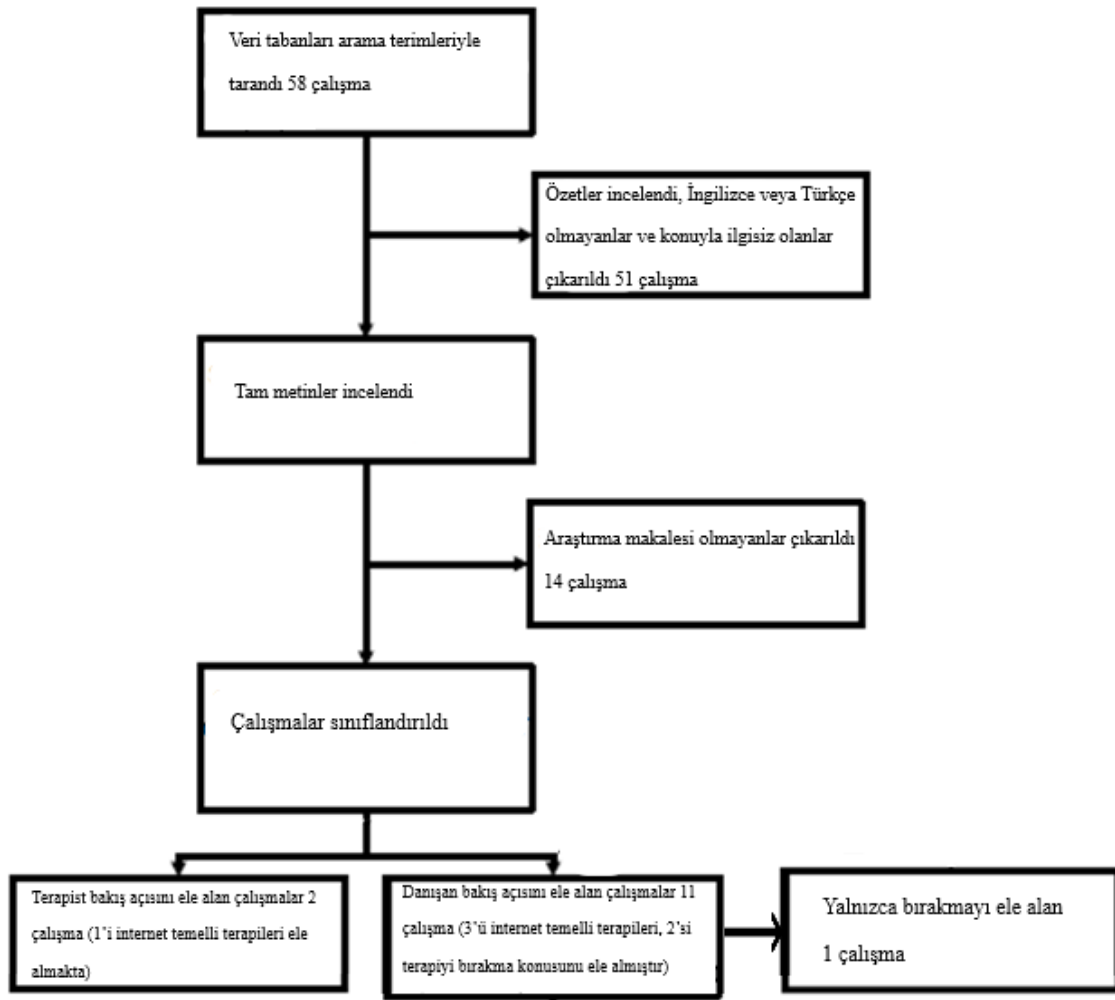 Veri tabanları arama terimleriyle
tarandı 58 çalışma
Özetler incelendi, İngilizce veya Türkçe
olmayanlar ve konuyla ilgisiz olanlar
çıkarıldı 51 çalışma
Tam metinler incelendi
Araştırma makalesi olmayanlar çıkarıldı
14 çalışma
Çalışmalar sınıflandırıldı
Terapist bakış açısını ele alan çalışmalar 2
çalışma (1’i internet temelli terapileri ele
almakta)
Danışan bakış açısını ele alan çalışmalar 11
çalışma (3’ü internet temelli terapileri, 2’si
terapiyi bırakma konusunu ele almıştır)
Yalnızca bırakmayı ele alan
1 çalışma